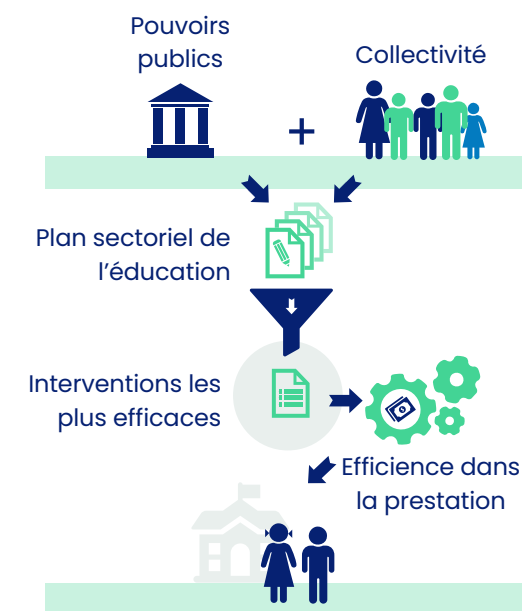 Pouvoirs
publics
Collectivité
+
Plan sectoriel de
l’éducation
Interventions les
plus efficaces
Efficience dans
la prestation